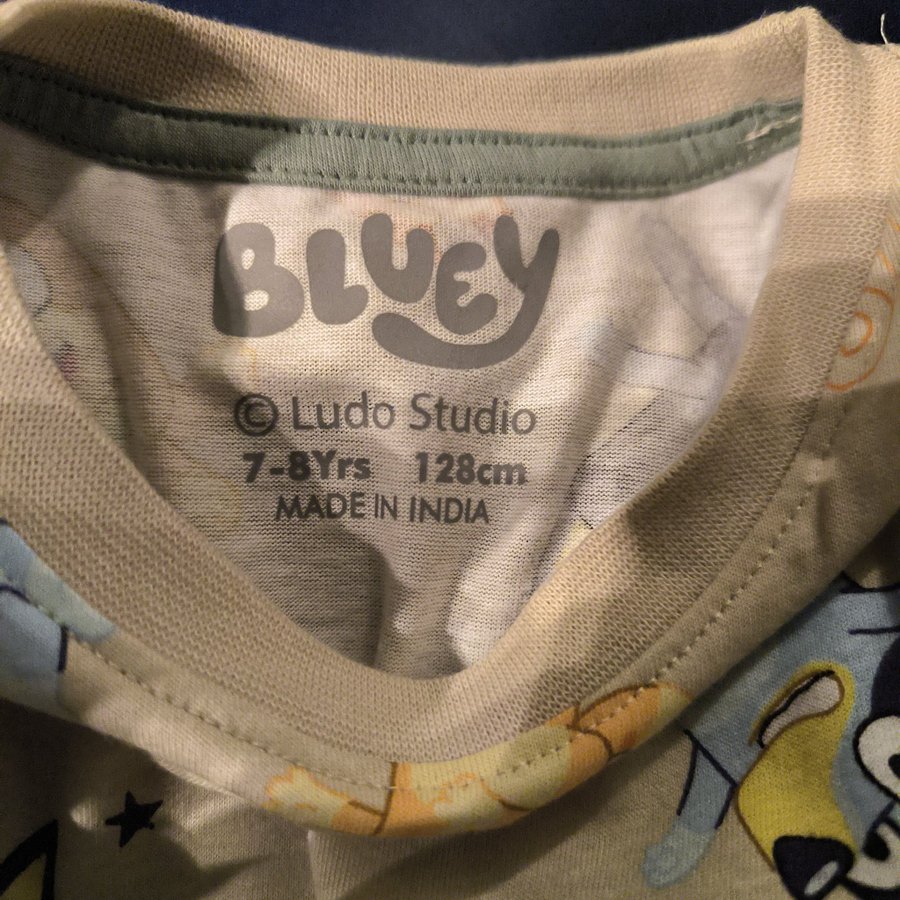 BLUEY
© Ludo Studio
7-8Yrs 128cm
MADE IN INDIA